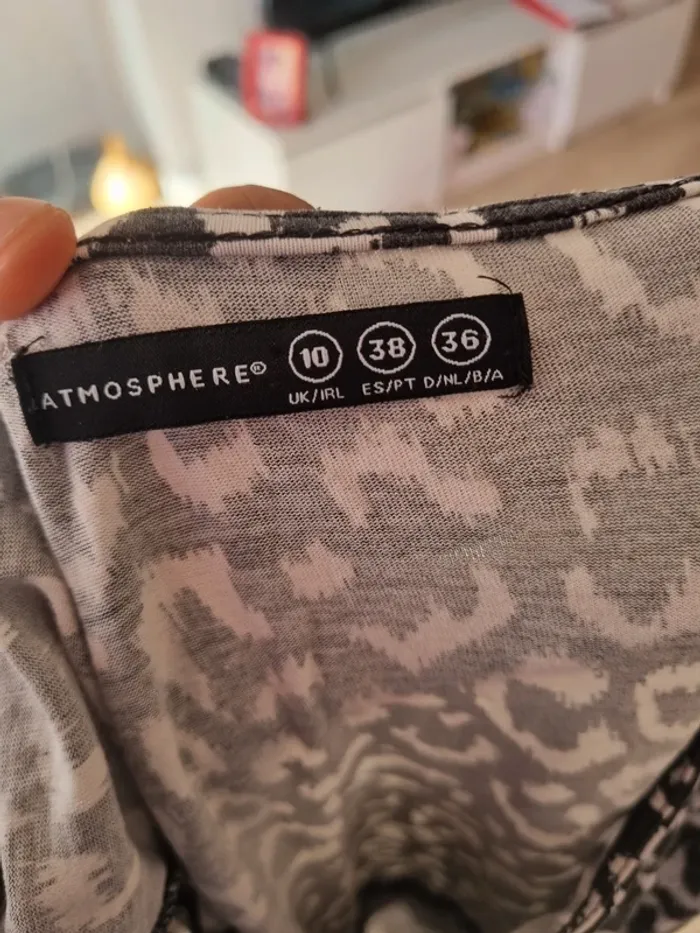 ATMOSPHERE® 10 38 36
UK/IRL ES/PT D/NL/B/A